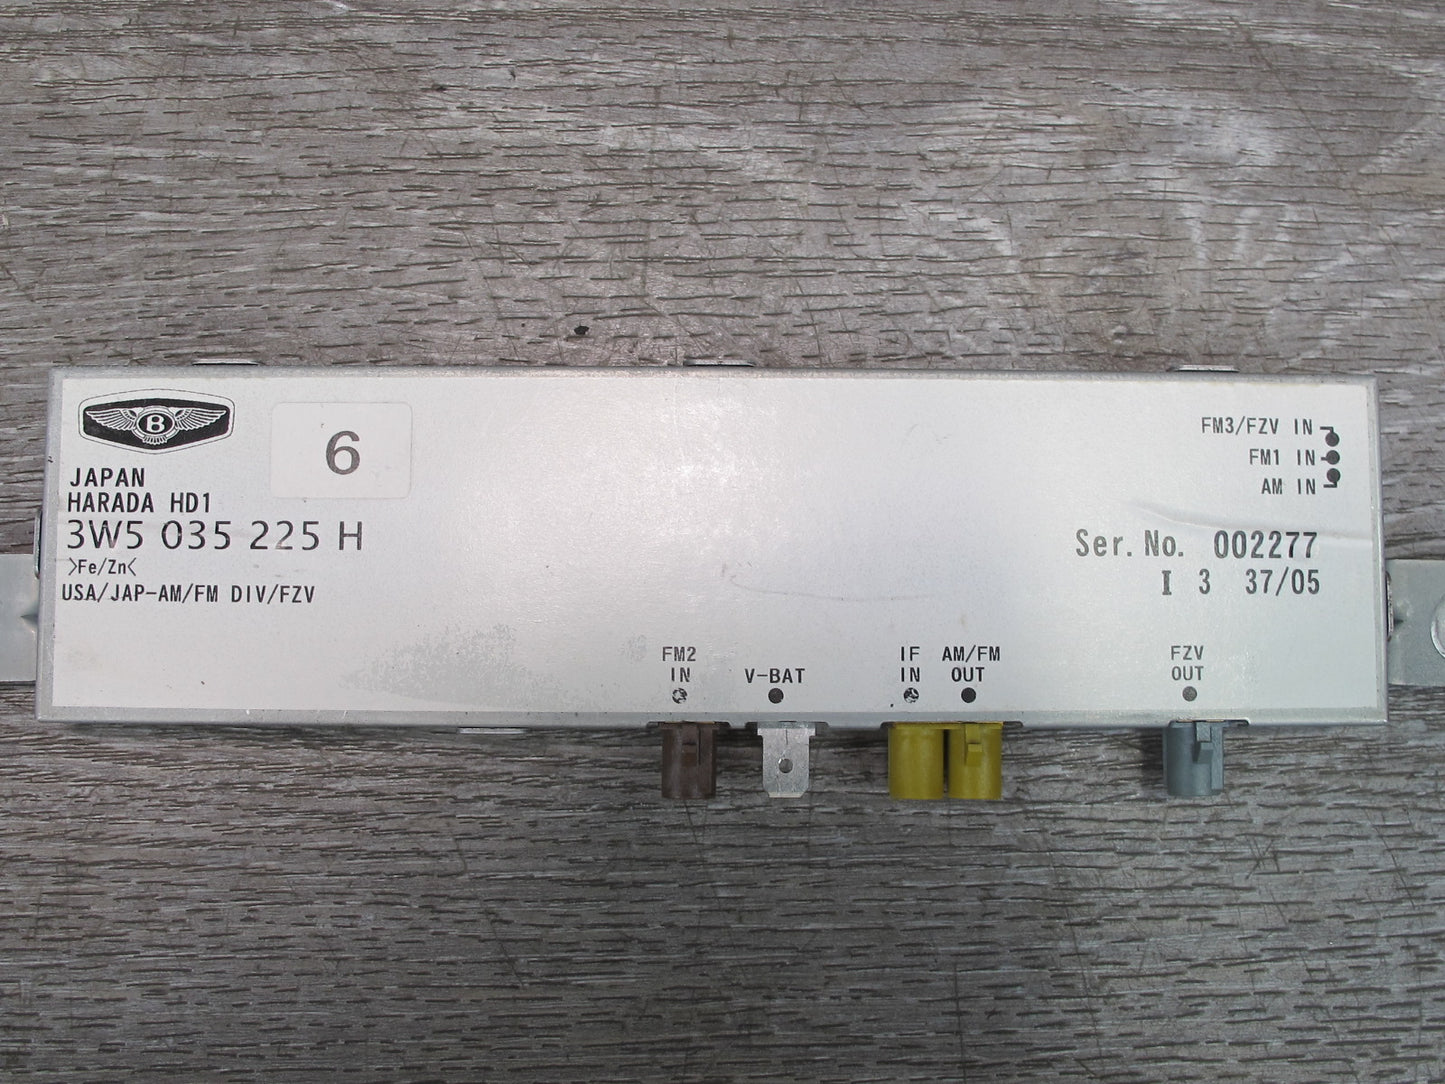 B
6
JAPAN
HARADA HD1
3W5 035 225 H
>Fe/Zn<
USA/JAP-AM/FM DIV/FZV
FM3/FZV IN
FM1 IN
AM IN
Ser. No. 002277
I 3 37/05
FM2
IN
V-BAT
IF
IN
AM/FM
OUT
FZV
OUT